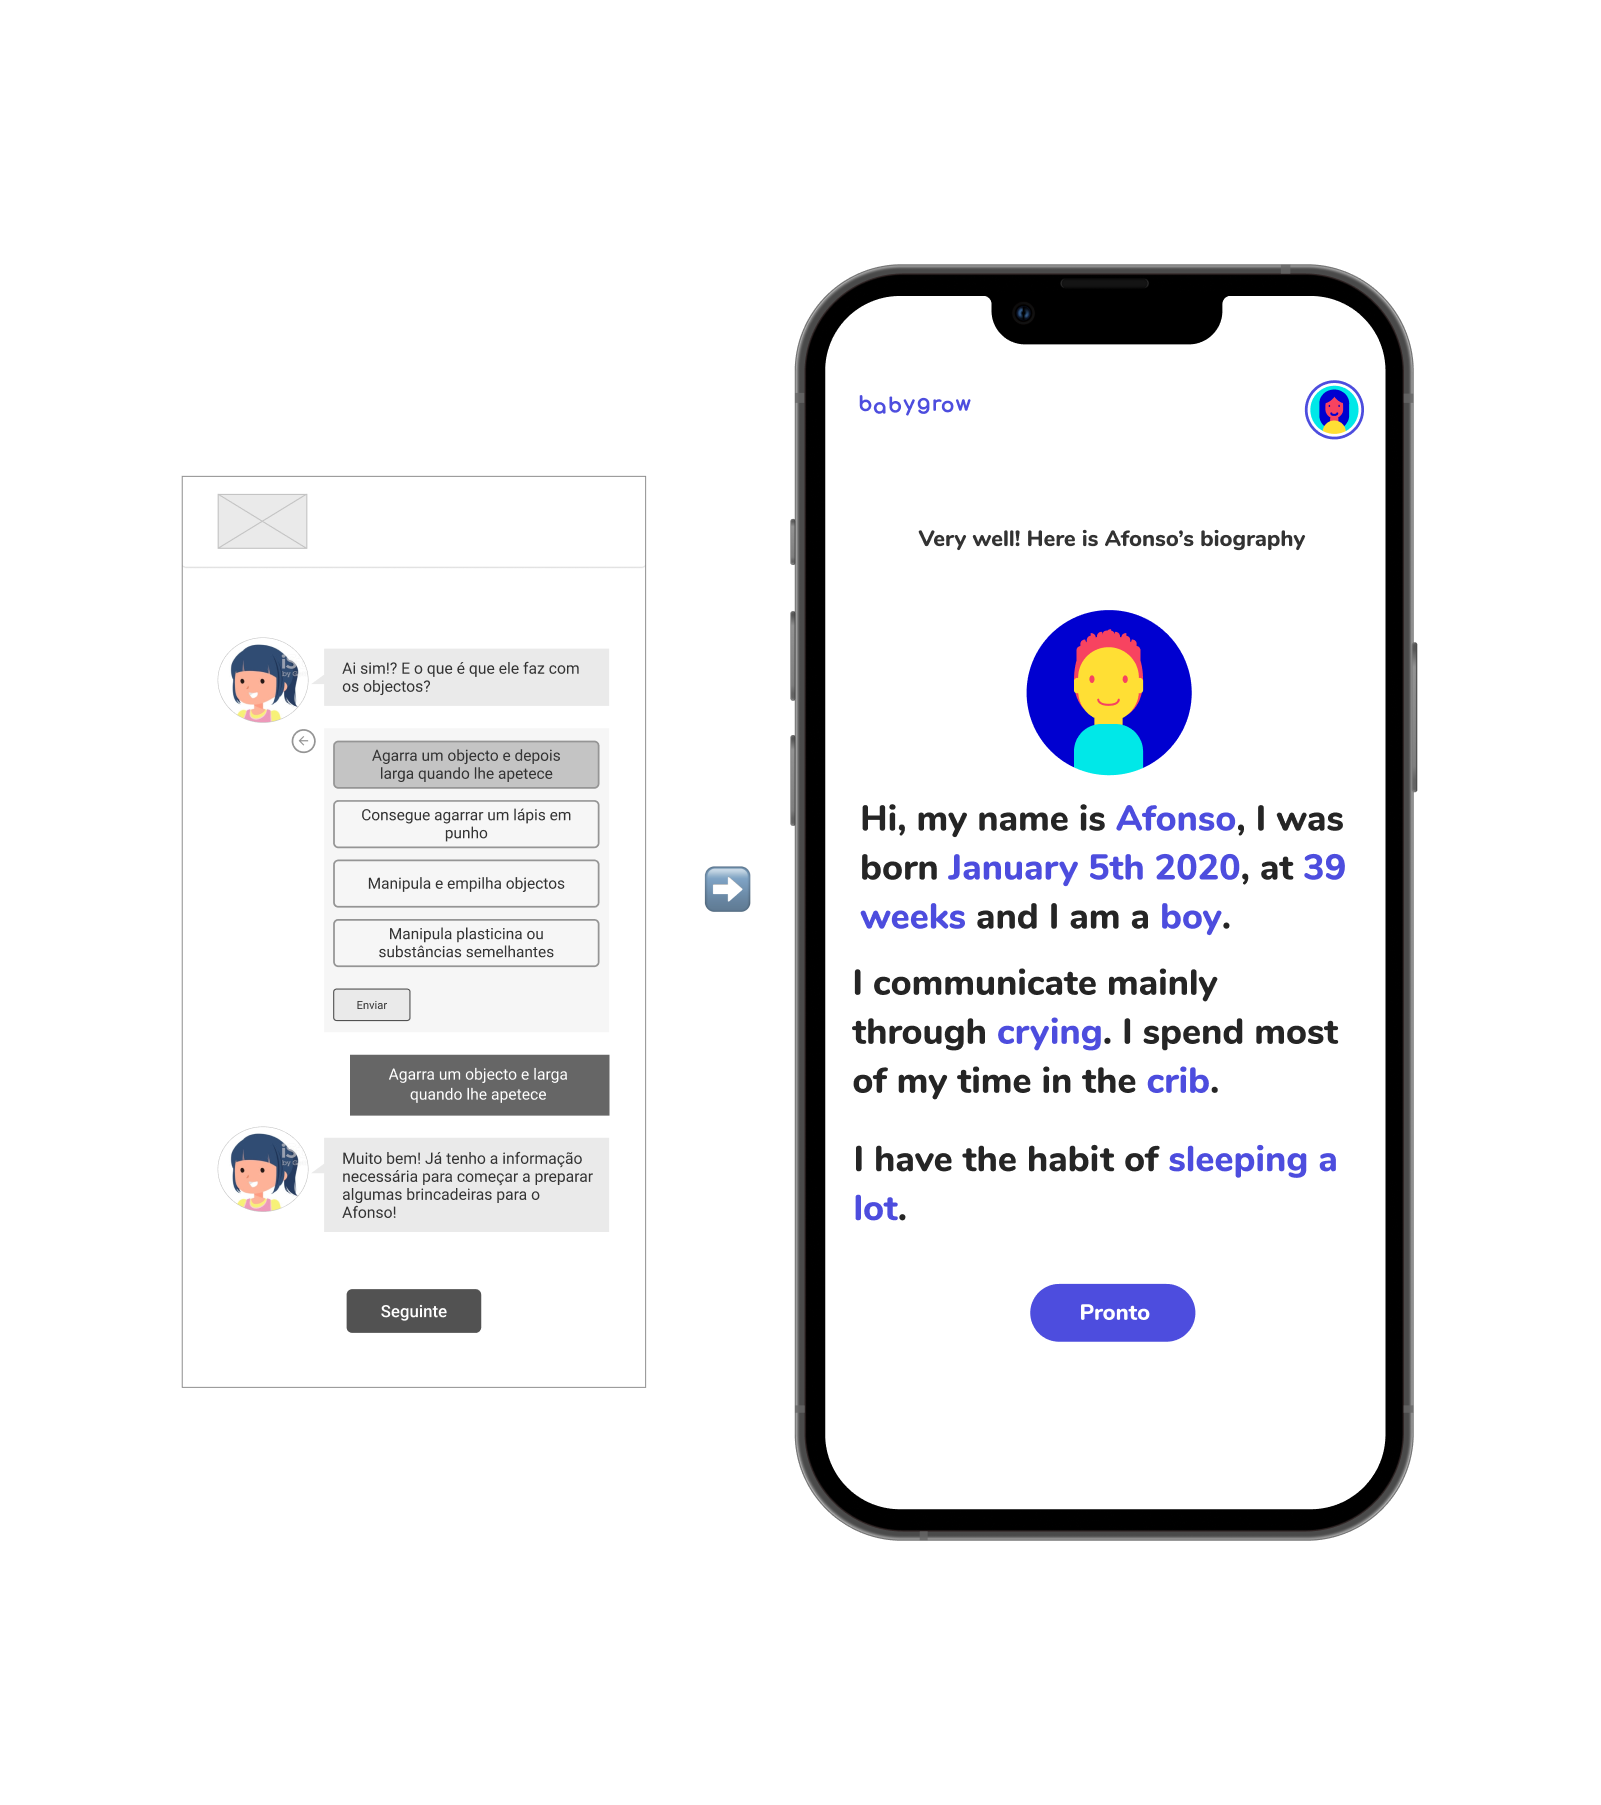 Ai sim!? E o que é que ele faz com
os objectos?
Agarra um objecto e depois
larga quando lhe apetece
Consegue agarrar um lápis em
punho
Manipula e empilha objectos
Manipula plasticina ou
substâncias semelhantes
Enviar
Agarra um objecto e larga
quando lhe apetece
Muito bem! Já tenho a informação
necessária para começar a preparar
algumas brincadeiras para o
Afonso!
Seguinte
babygrow
Very well! Here is Afonso’s biography
Hi, my name is Afonso, I was
born January 5th 2020, at 39
weeks and I am a boy.
I communicate mainly
through crying. I spend most
of my time in the crib.
I have the habit of sleeping a
lot.
Pronto